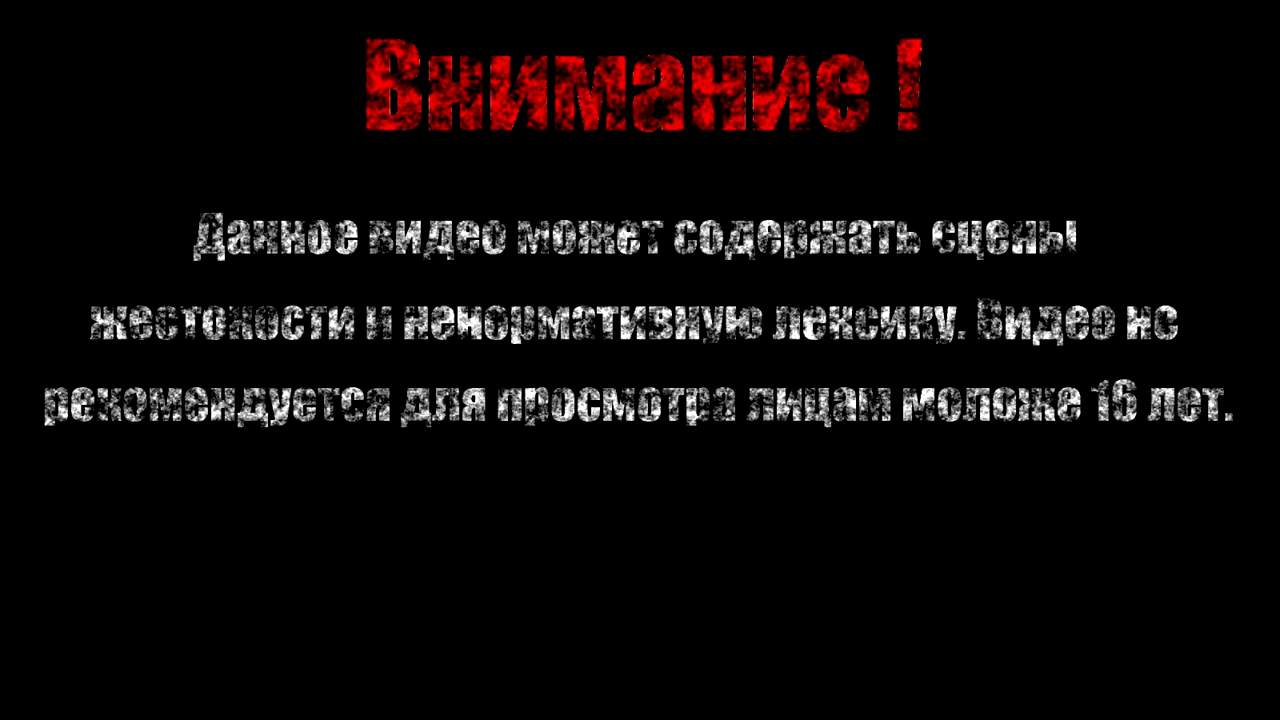 Внимание !
Данное видео может содержать сцены
жестокости и ненормативную лексику. Видео не
рекомендуется для просмотра лицам моложе 16 лет.